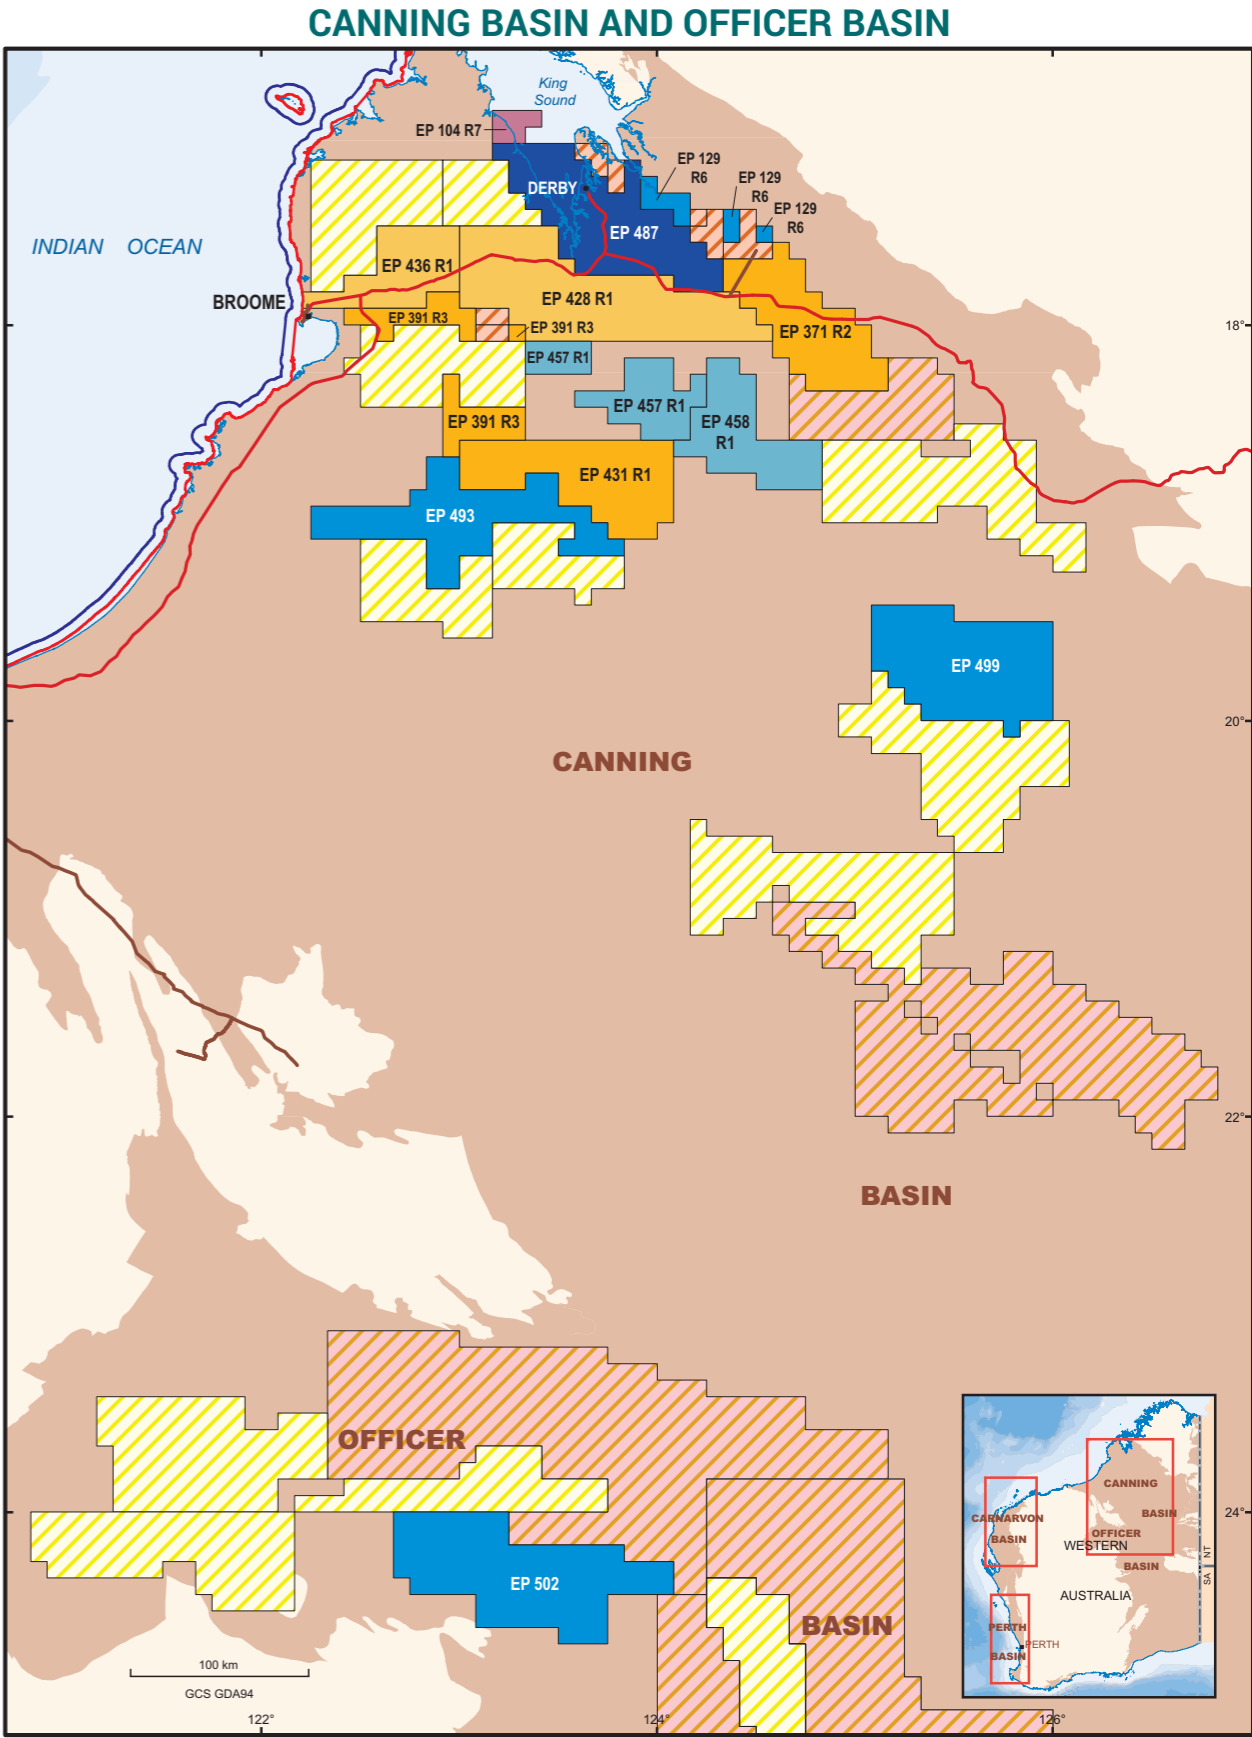 CANNING BASIN AND OFFICER BASIN
King
Sound
EP 104 R7
EP 129
R6
DERBY
EP 129
R6
EP 129
R6
EP 487
INDIAN OCEAN
EP 436 R1
BROOME
EP 428 R1
EP 391 R3
EP 391 R3
EP 371 R2
18°
EP 457 R1
EP 457 R1
EP 458
R1
EP 391 R3
EP 431 R1
EP 493
EP 499
20°
CANNING
22°
BASIN
OFFICER
24°
EP 502
BASIN
100 km
GCS GDA94
122°
124°
126°
CANNING
BASIN
CARNARVON
BASIN
OFFICER
WESTERN
BASIN
NT
SA
AUSTRALIA
PERTH
PERTH
BASIN